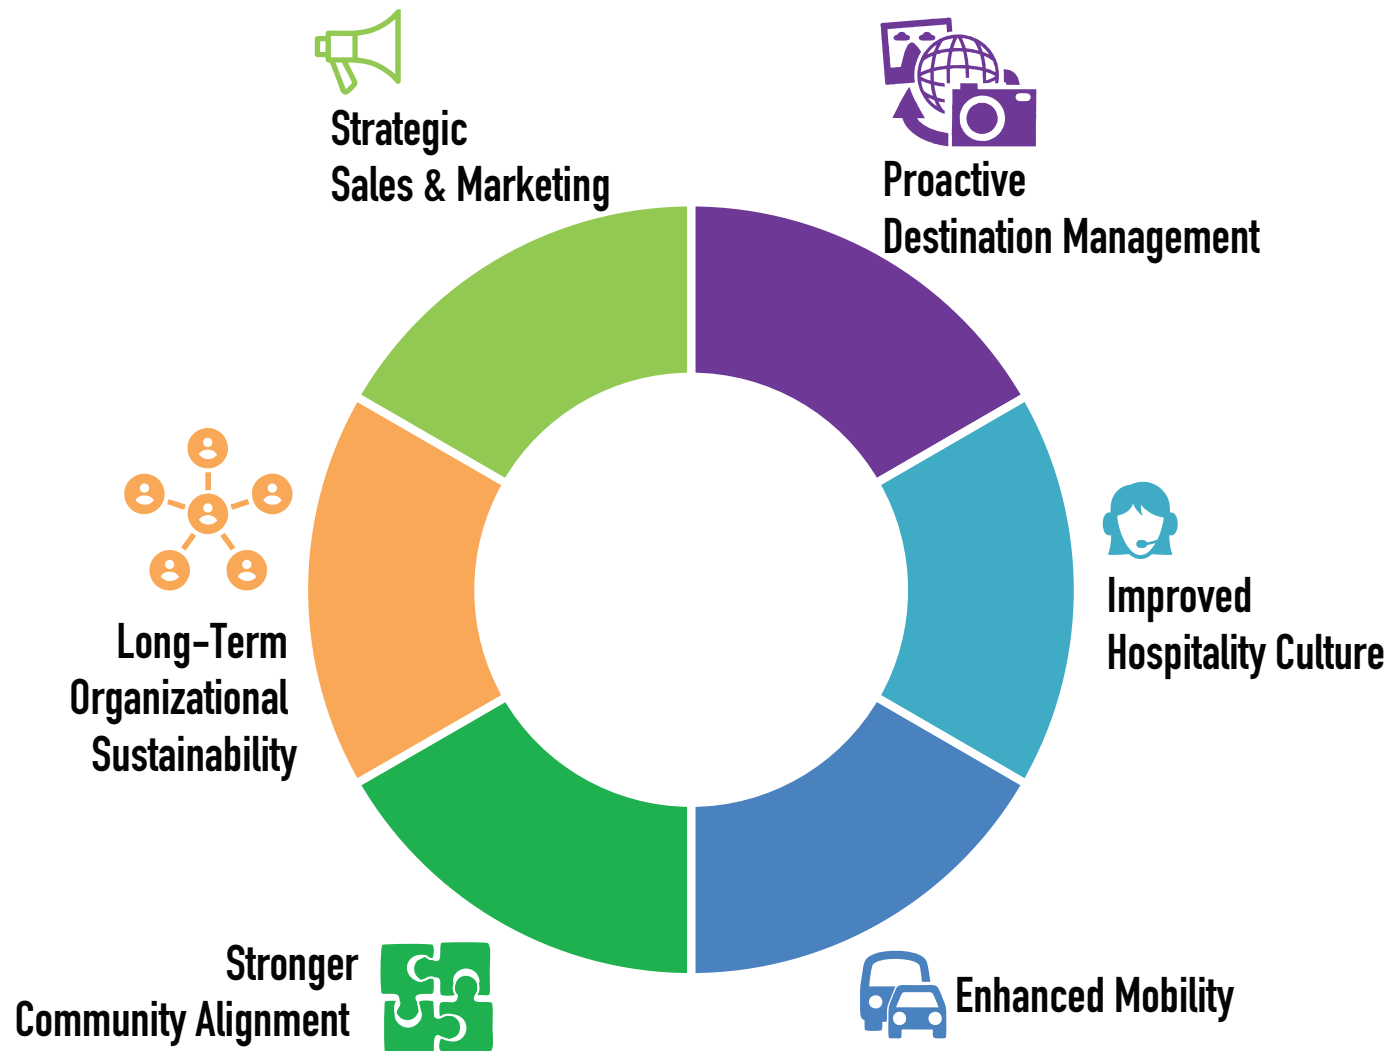 Strategic
Sales & Marketing
Proactive
Destination Management
Improved
Hospitality Culture
Enhanced Mobility
Stronger
Community Alignment
Long-Term
Organizational
Sustainability